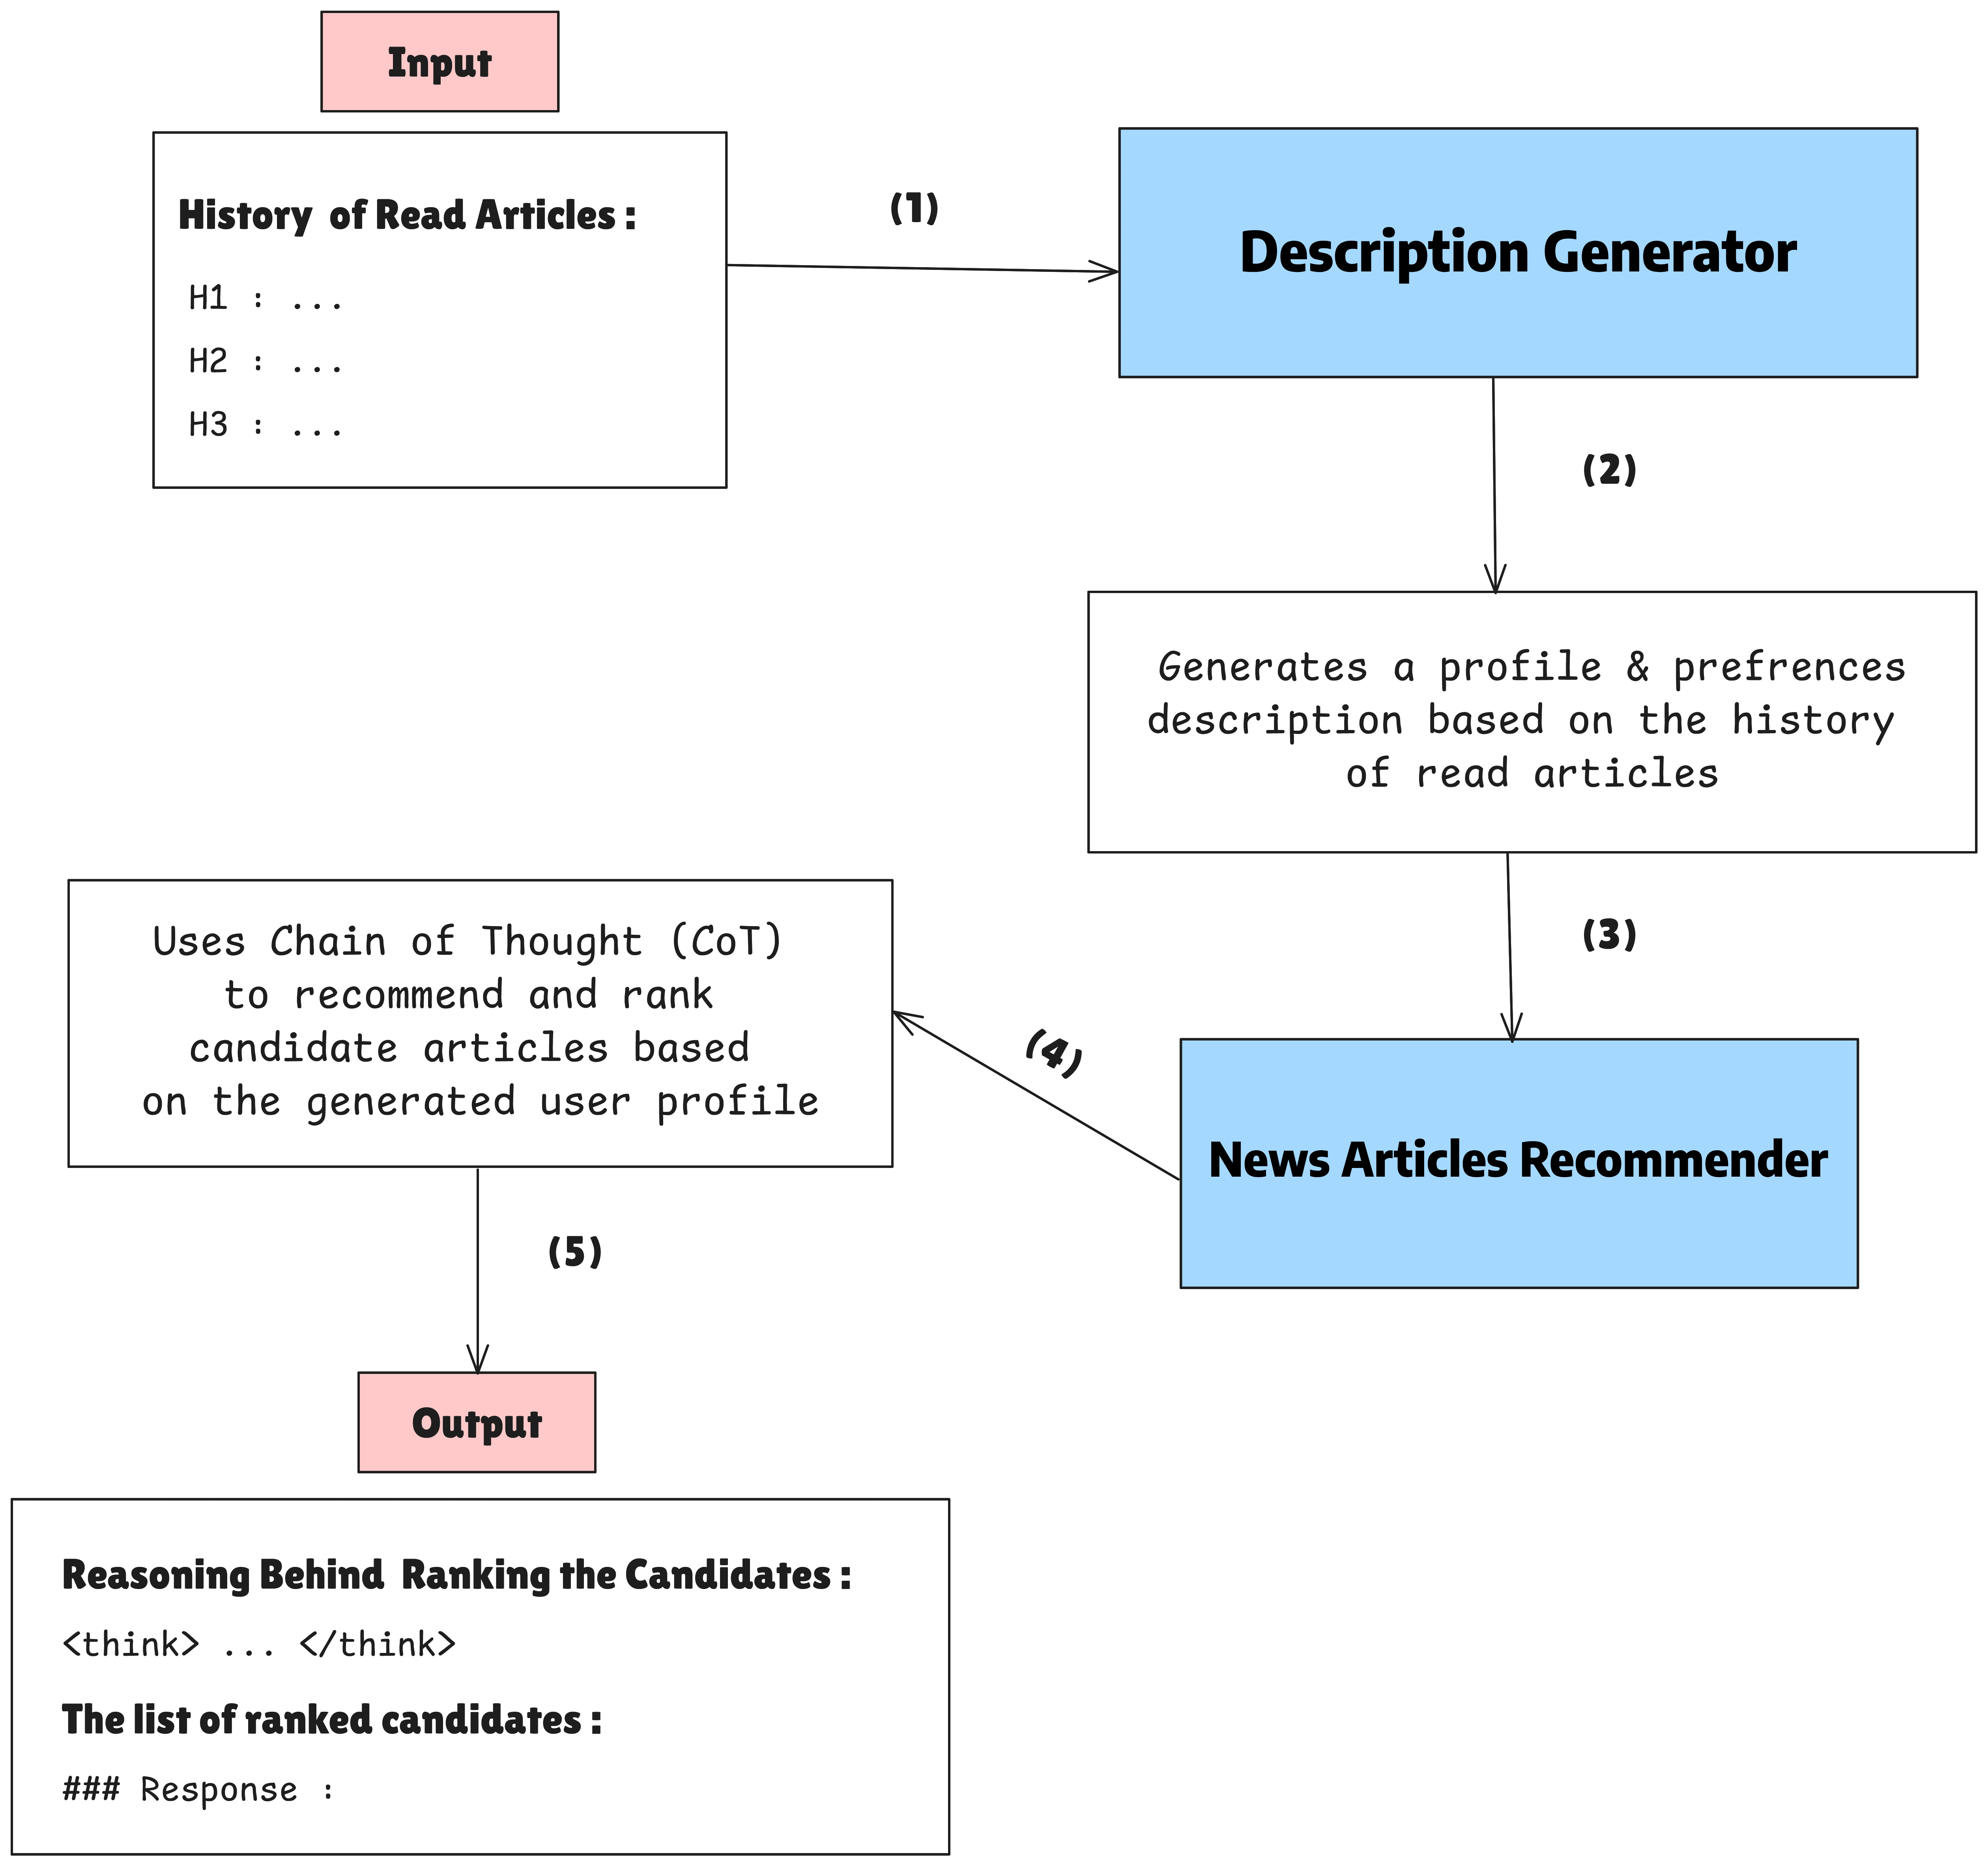 Input
History of Read Articles :
H1 : ...
H2 : ...
H3 : ...
(1)
Description Generator
(2)
Generates a profile & prefrences
description based on the history
of read articles
(3)
News Articles Recommender
(4)
Uses Chain of Thought (CoT)
to recommend and rank
candidate articles based
on the generated user profile
(5)
Output
Reasoning Behind Ranking the Candidates :
<think> ... </think>
The list of ranked candidates :
### Response :